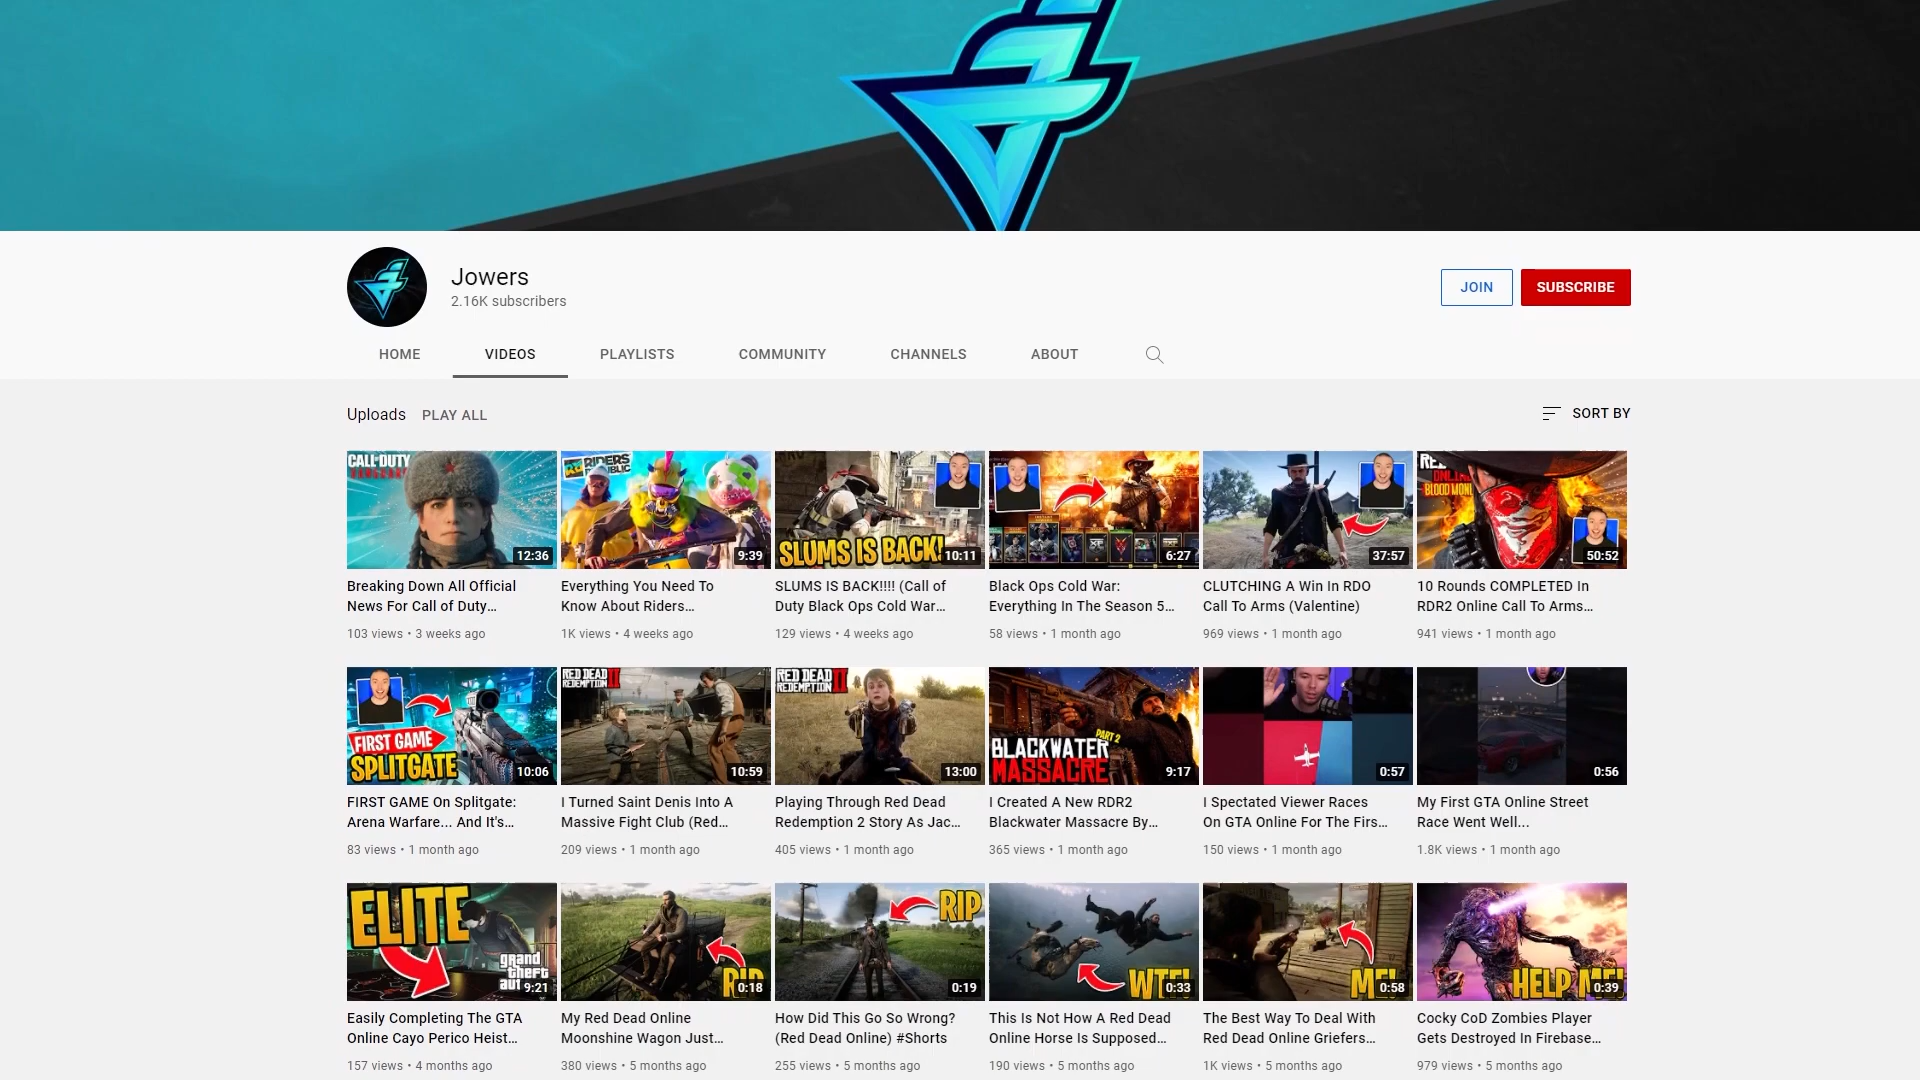 Jowers
2.16K subscribers
JOIN
SUBSCRIBE
HOME
VIDEOS
PLAYLISTS
COMMUNITY
CHANNELS
ABOUT
Uploads
PLAY ALL
SORT BY
CALL OF DUTY
12:36
RIDERS
REPUBLIC
9:39
SLUMS IS BACK!
10:11
6:27
37:57
ONLINE
BLOOD MONEY
50:52
Breaking Down All Official
News For Call of Duty…
103 views • 3 weeks ago
Everything You Need To
Know About Riders…
1K views • 4 weeks ago
SLUMS IS BACK!!!! (Call of
Duty Black Ops Cold War…
129 views • 4 weeks ago
Black Ops Cold War:
Everything In The Season 5…
58 views • 1 month ago
CLUTCHING A Win In RDO
Call To Arms (Valentine)
969 views • 1 month ago
10 Rounds COMPLETED In
RDR2 Online Call To Arms…
941 views • 1 month ago
FIRST GAME
SPLITGATE
10:06
RED DEAD
REDEMPTION II
10:59
RED DEAD
REDEMPTION II
13:00
BLACKWATER
PART 2
MASSACRE
9:17
0:57
0:56
FIRST GAME On Splitgate:
Arena Warfare... And It's…
83 views • 1 month ago
I Turned Saint Denis Into A
Massive Fight Club (Red…
209 views • 1 month ago
Playing Through Red Dead
Redemption 2 Story As Jac…
405 views • 1 month ago
I Created A New RDR2
Blackwater Massacre By…
365 views • 1 month ago
I Spectated Viewer Races
On GTA Online For The Firs…
150 views • 1 month ago
My First GTA Online Street
Race Went Well...
1.8K views • 1 month ago
ELITE
grand
theft
aut
9:21
RIP
0:18
RIP
0:19
WTF!
0:33
ME!
0:58
HELP ME!
0:39
Easily Completing The GTA
Online Cayo Perico Heist…
157 views • 4 months ago
My Red Dead Online
Moonshine Wagon Just…
380 views • 5 months ago
How Did This Go So Wrong?
(Red Dead Online) #Shorts
255 views • 5 months ago
This Is Not How A Red Dead
Online Horse Is Supposed…
190 views • 5 months ago
The Best Way To Deal With
Red Dead Online Griefers…
1K views • 5 months ago
Cocky CoD Zombies Player
Gets Destroyed In Firebase…
979 views • 5 months ago